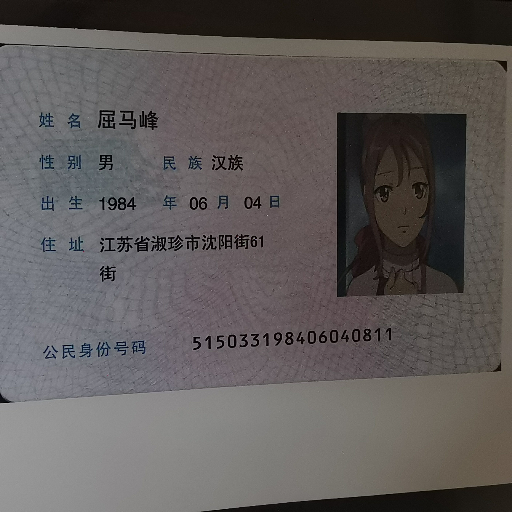 姓名 屈马峰
性别 男 民族 汉族
出生 1984 年 06 月 04 日
住址 江苏省淑珍市沈阳街61
街
公民身份号码 515033198406040811